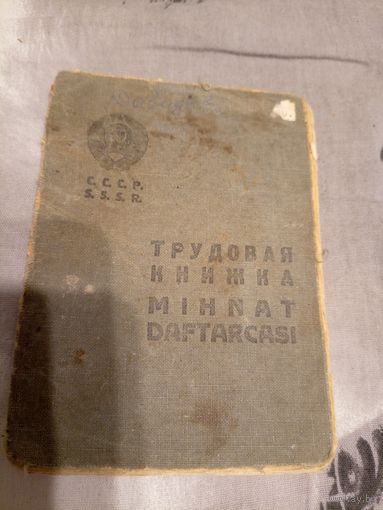 С.С.С.Р.
S.S.S.R.
ТРУДОВАЯ
КНИЖКА
MIHNAT
DAFTARCASI